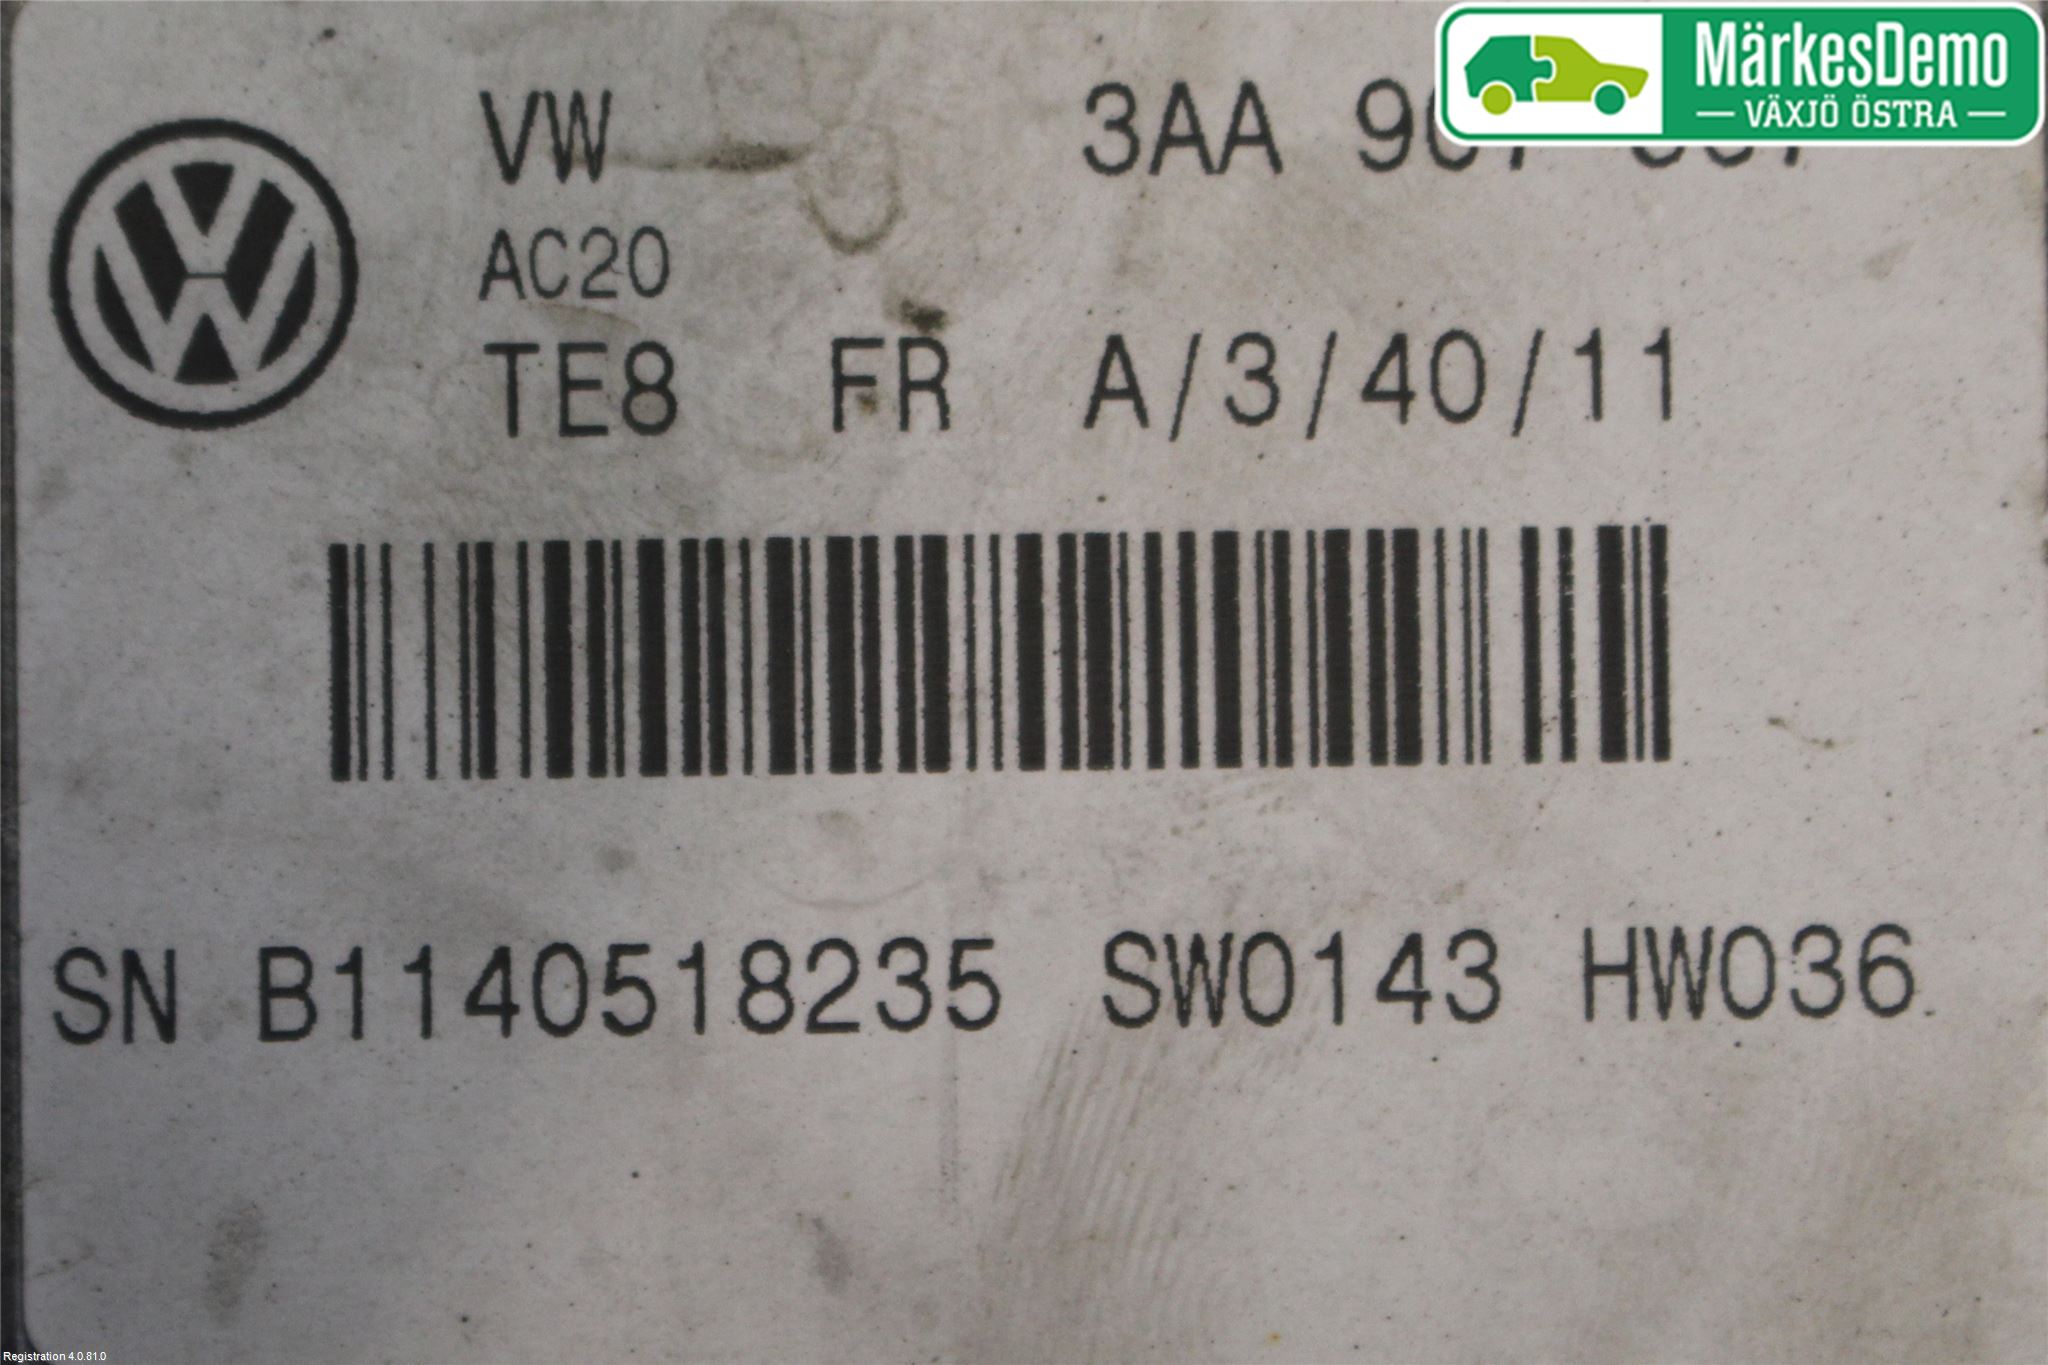 VW 3AA
MärkesDemo
VÄXJÖ ÖSTRA
AC20
TE8 FR A/3/40/11
SN B1140518235 SW0143 HW036
Registration 4.0.81.0